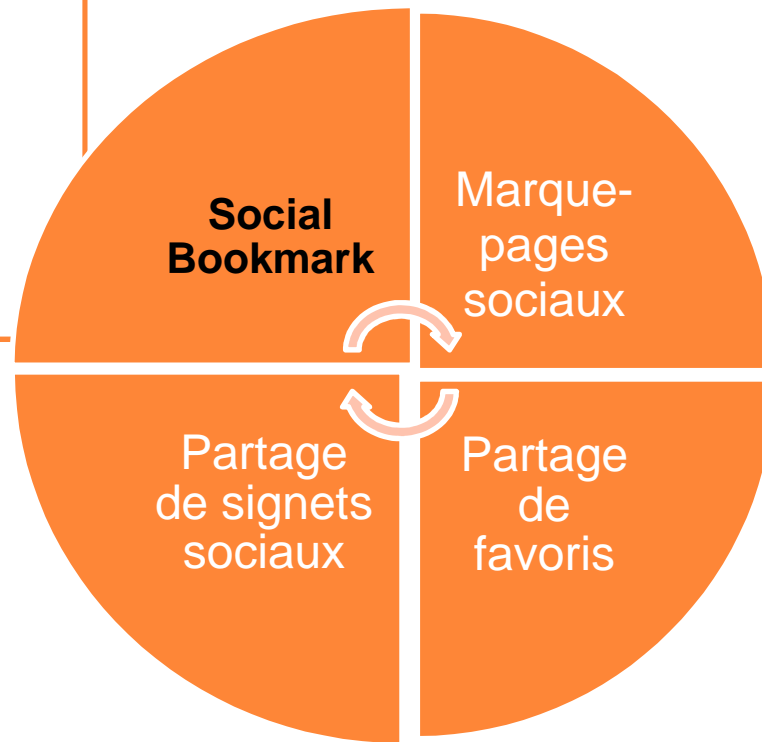 Social
Bookmark
Marque-
pages
sociaux
Partage
de signets
sociaux
Partage
de
favoris